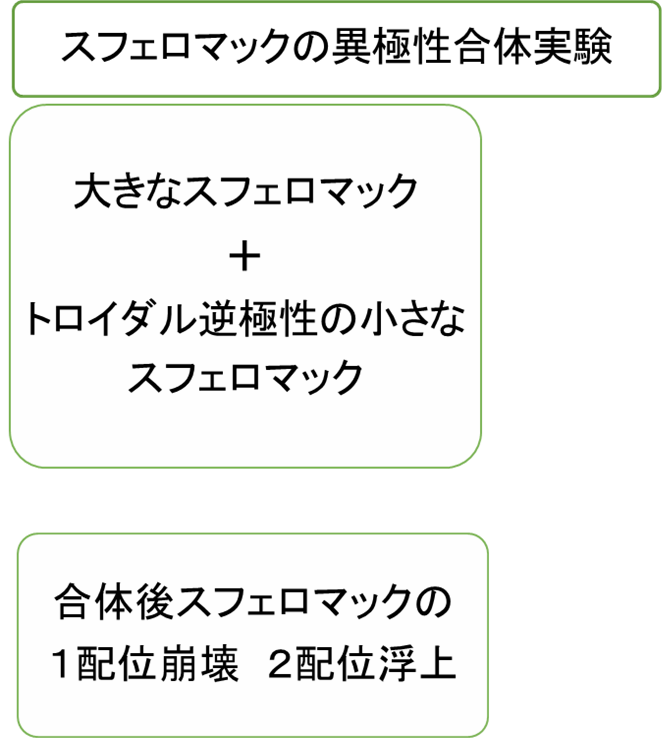 スフェロマックの異極性合体実験
大きなスフェロマック
＋
トロイダル逆極性の小さな
スフェロマック
合体後スフェロマックの
１配位崩壊　２配位浮上